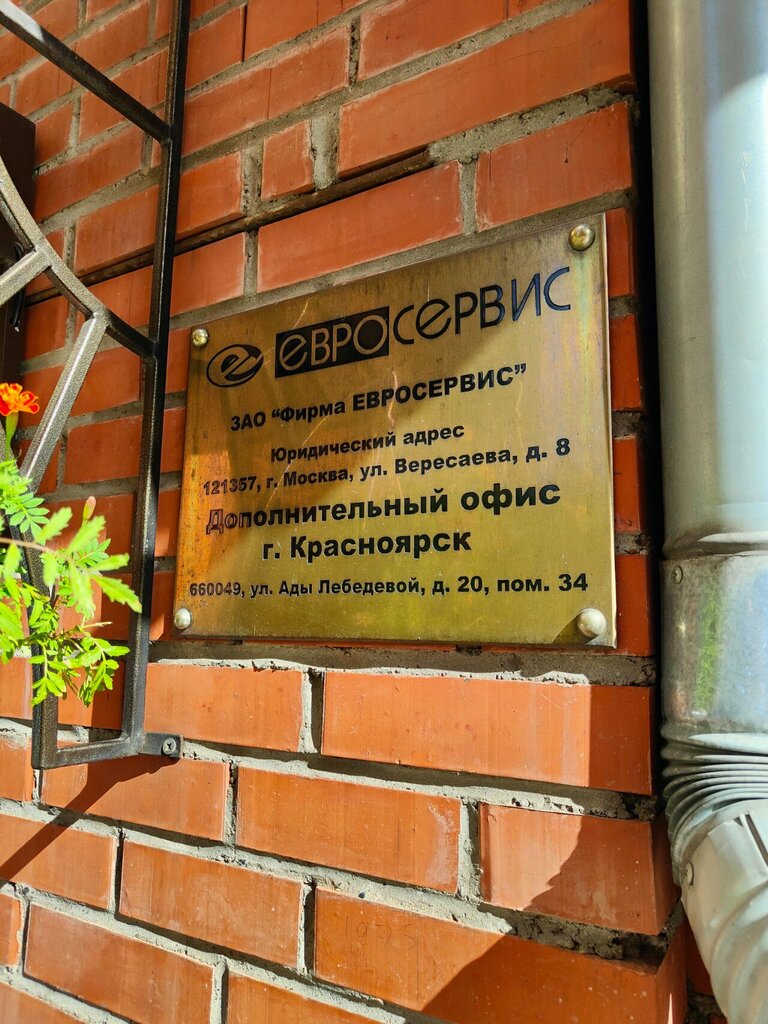 е ЕВРОСЕРВИС
ЗАО "Фирма ЕВРОСЕРВИС"
Юридический адрес
121357, г. Москва, ул. Вересаева, д. 8
Дополнительный офис
г. Красноярск
660049, ул. Ады Лебедевой, д. 20, пом. 34